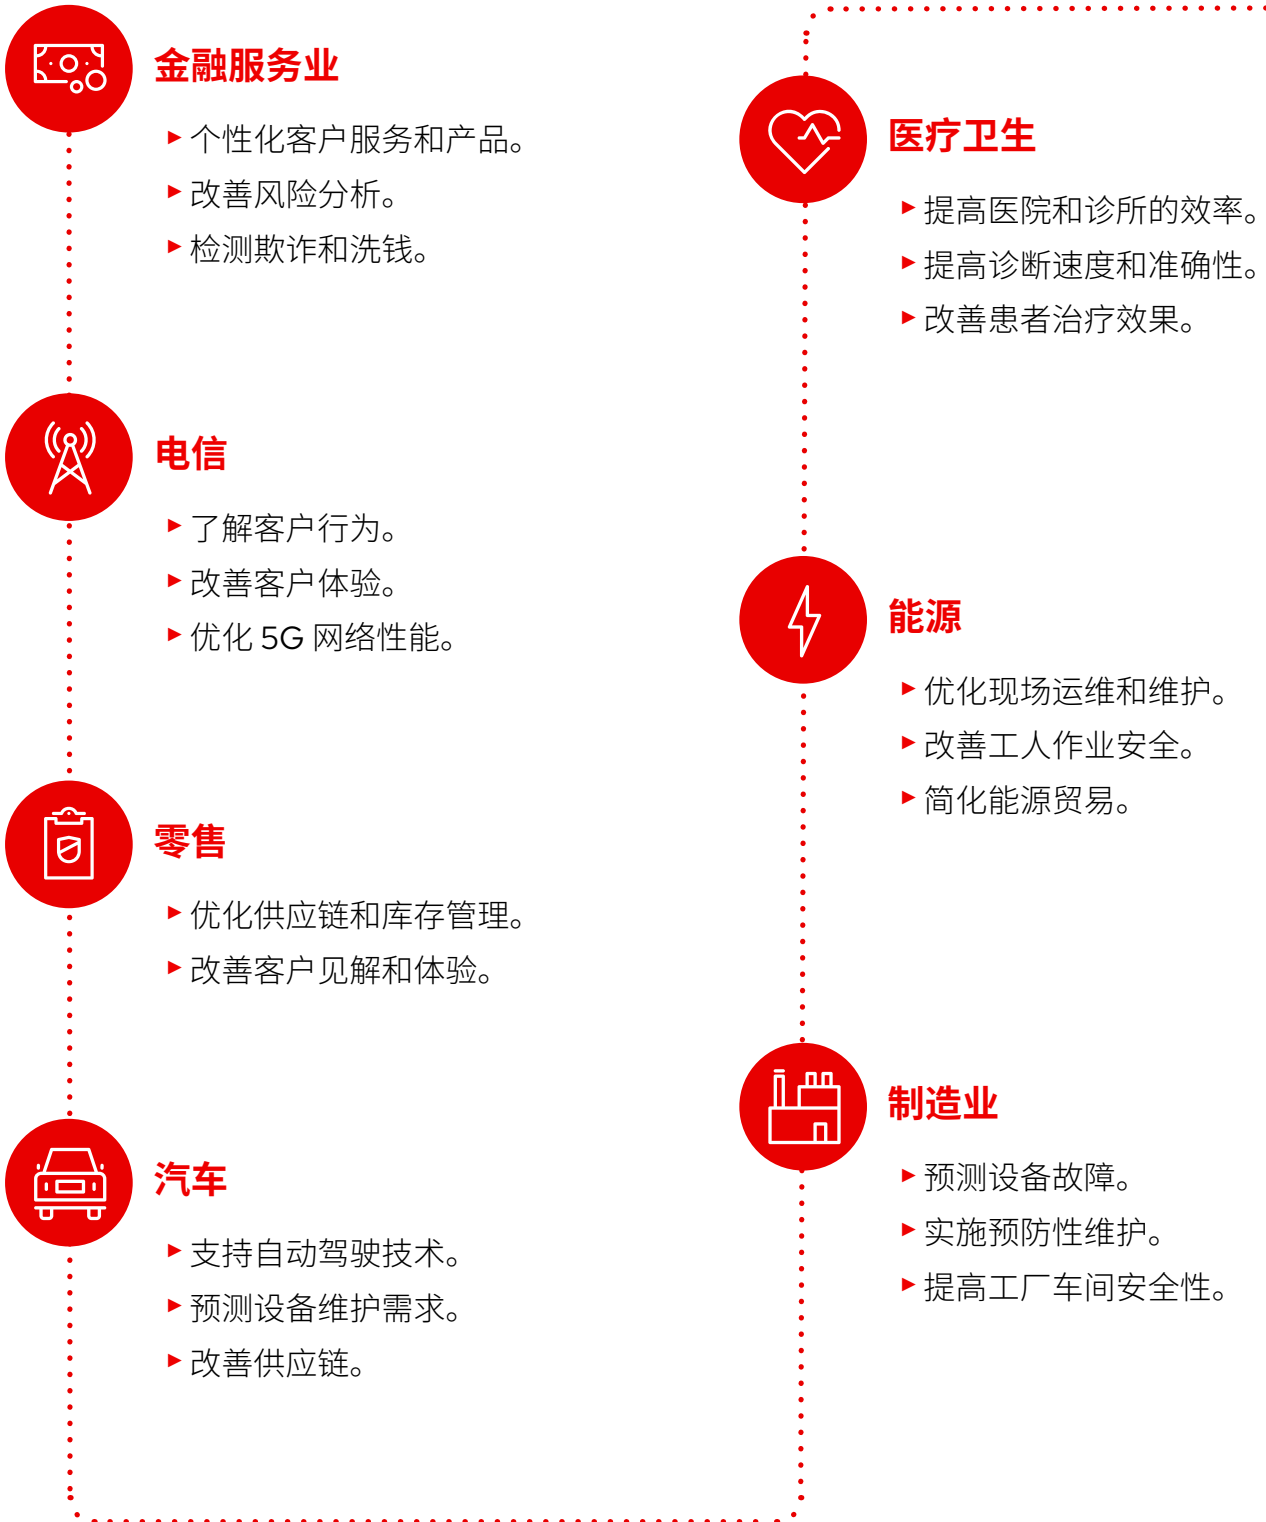 金融服务业
▸ 个性化客户服务和产品。
▸ 改善风险分析。
▸ 检测欺诈和洗钱。
电信
▸ 了解客户行为。
▸ 改善客户体验。
▸ 优化 5G 网络性能。
零售
▸ 优化供应链和库存管理。
▸ 改善客户见解和体验。
汽车
▸ 支持自动驾驶技术。
▸ 预测设备维护需求。
▸ 改善供应链。
医疗卫生
▸ 提高医院和诊所的效率。
▸ 提高诊断速度和准确性。
▸ 改善患者治疗效果。
能源
▸ 优化现场运维和维护。
▸ 改善工人作业安全。
▸ 简化能源贸易。
制造业
▸ 预测设备故障。
▸ 实施预防性维护。
▸ 提高工厂车间安全性。